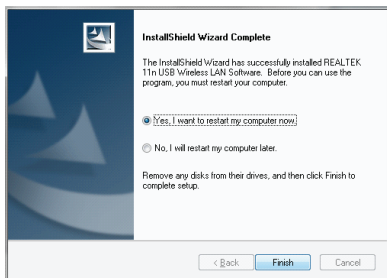 InstallShield Wizard Complete
The InstallShield Wizard has successfully installed REALTEK
11n USB Wireless LAN Software. Before you can use the
program, you must restart your computer.
Yes, I want to restart my computer now.
No, I will restart my computer later.
Remove any disks from their drives, and then click Finish to
complete setup.
< Back Finish Cancel